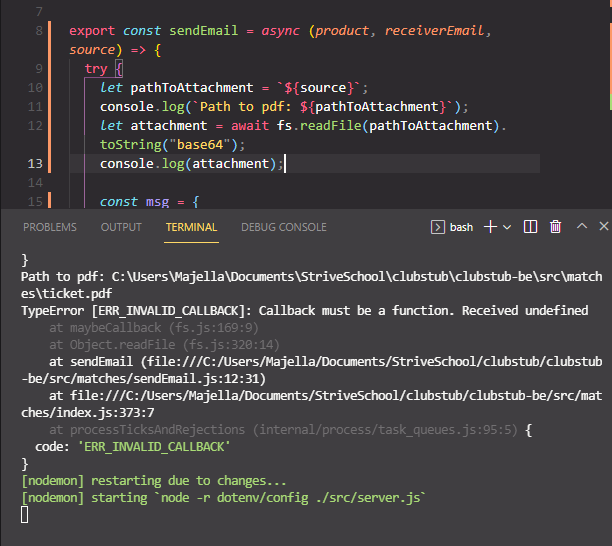 7
8 export const sendEmail = async (product, receiverEmail,
source) => {
9 try {
10 let pathToAttachment = `${source}`;
11 console.log(`Path to pdf: ${pathToAttachment}`);
12 let attachment = await fs.readFile(pathToAttachment).
toString("base64");
13 console.log(attachment);
14
15 const msg = {
PROBLEMS OUTPUT TERMINAL DEBUG CONSOLE bash
}
Path to pdf: C:\Users\Majella\Documents\StriveSchool\clubstub\clubstub-be\src\match
es\ticket.pdf
TypeError [ERR_INVALID_CALLBACK]: Callback must be a function. Received undefined
at maybeCallback (fs.js:169:9)
at Object.readFile (fs.js:320:14)
at sendEmail (file:///C:/Users/Majella/Documents/StriveSchool/clubstub/clubstub
-be/src/matches/sendEmail.js:12:31)
at file:///C:/Users/Majella/Documents/StriveSchool/clubstub/clubstub-be/src/mat
ches/index.js:373:7
at processTicksAndRejections (internal/process/task_queues.js:95:5) {
code: 'ERR_INVALID_CALLBACK'
}
[nodemon] restarting due to changes...
[nodemon] starting `node -r dotenv/config ./src/server.js`